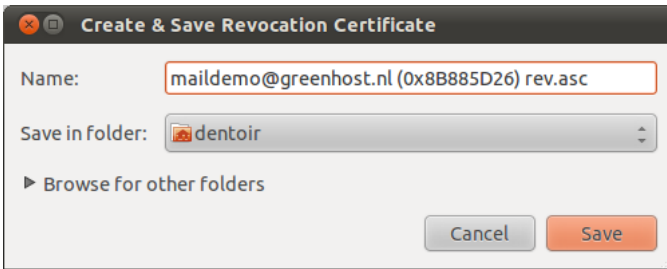 Create & Save Revocation Certificate
Name: maildemo@greenhost.nl (0x8B885D26) rev.asc
Save in folder: dentoir
Browse for other folders
Cancel Save